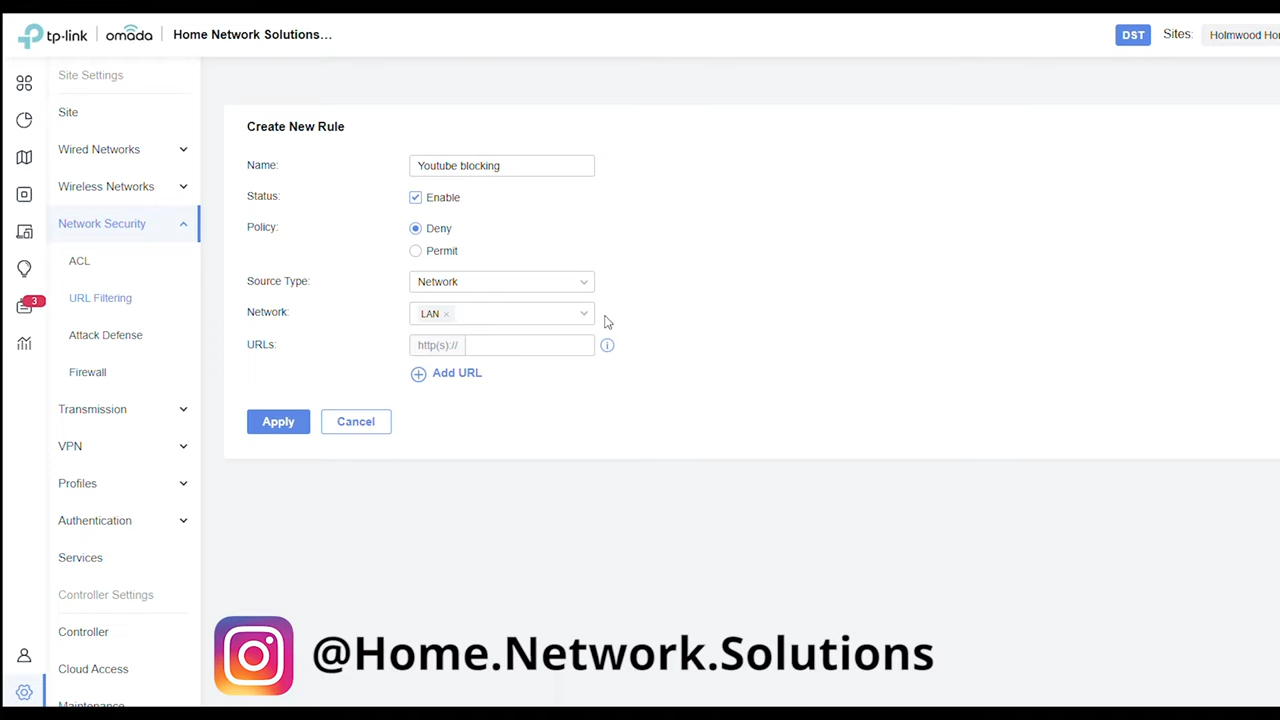 tp-link | omada | Home Network Solutions...
DST Sites: Holmwood Hor
Site Settings
Site
Wired Networks
Wireless Networks
Network Security
ACL
URL Filtering
Attack Defense
Firewall
Transmission
VPN
Profiles
Authentication
Services
Controller Settings
Controller
Cloud Access
Maintenance
3
Create New Rule
Name: Youtube blocking
Status: Enable
Policy: Deny
Permit
Source Type: Network
Network: LAN ×
URLs: http(s):// i
Add URL
Apply Cancel
@Home.Network.Solutions